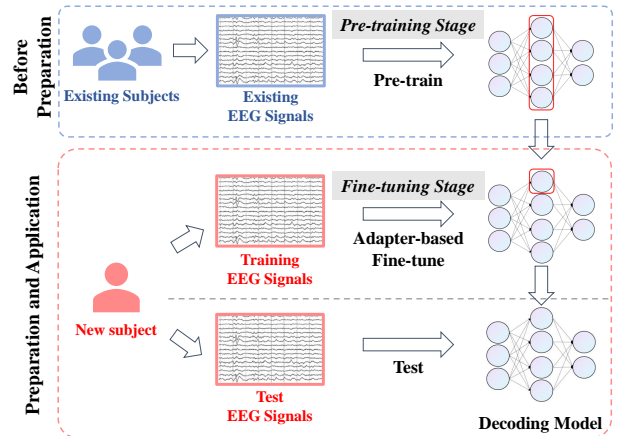 Before
Preparation
Existing Subjects
Existing
EEG Signals
Pre-training Stage
Pre-train
Preparation and Application
New subject
Training
EEG Signals
Fine-tuning Stage
Adapter-based
Fine-tune
Test
EEG Signals
Test
Decoding Model